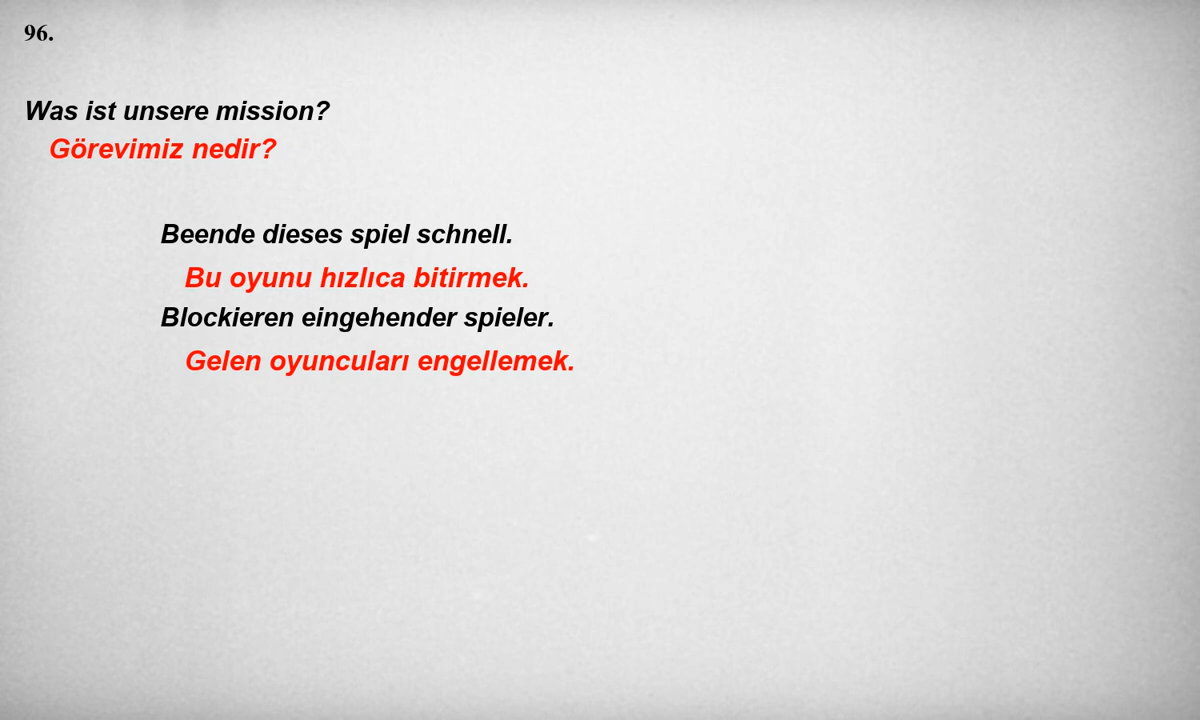 96.
Was ist unsere mission?
Görevimiz nedir?
Beende dieses spiel schnell.
Bu oyunu hızlıca bitirmek.
Blockieren eingehender spieler.
Gelen oyuncuları engellemek.